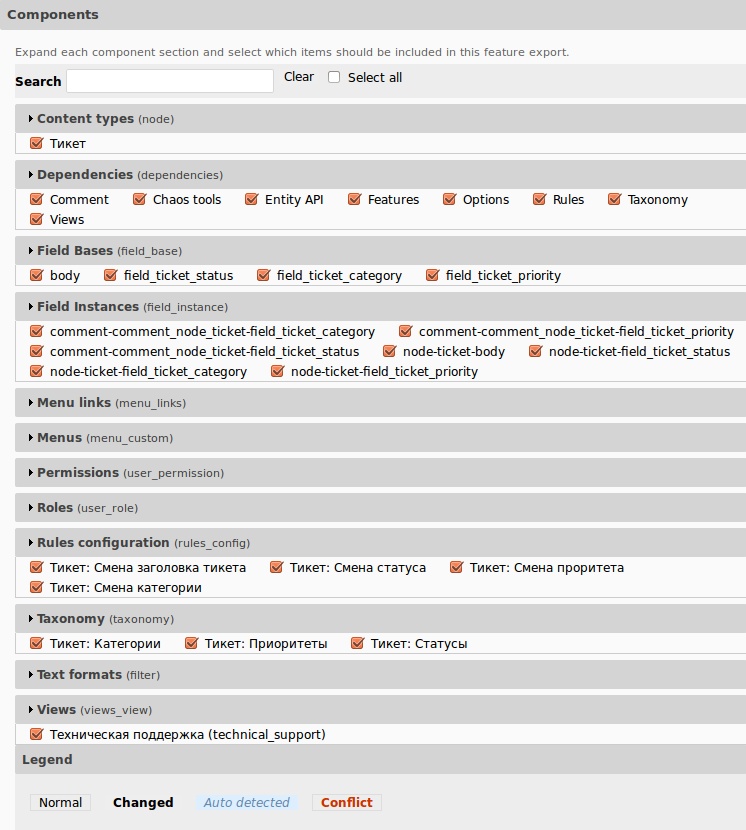 Components
Expand each component section and select which items should be included in this feature export.
Search Clear Select all
Content types (node)
Тикет
Dependencies (dependencies)
Comment Chaos tools Entity API Features Options Rules Taxonomy
Views
Field Bases (field_base)
body field_ticket_status field_ticket_category field_ticket_priority
Field Instances (field_instance)
comment-comment_node_ticket-field_ticket_category comment-comment_node_ticket-field_ticket_priority
comment-comment_node_ticket-field_ticket_status node-ticket-body node-ticket-field_ticket_status
node-ticket-field_ticket_category node-ticket-field_ticket_priority
Menu links (menu_links)
Menus (menu_custom)
Permissions (user_permission)
Roles (user_role)
Rules configuration (rules_config)
Тикет: Смена заголовка тикета Тикет: Смена статуса Тикет: Смена проритета
Тикет: Смена категории
Taxonomy (taxonomy)
Тикет: Категории Тикет: Приоритеты Тикет: Статусы
Text formats (filter)
Views (views_view)
Техническая поддержка (technical_support)
Legend
Normal Changed Auto detected Conflict